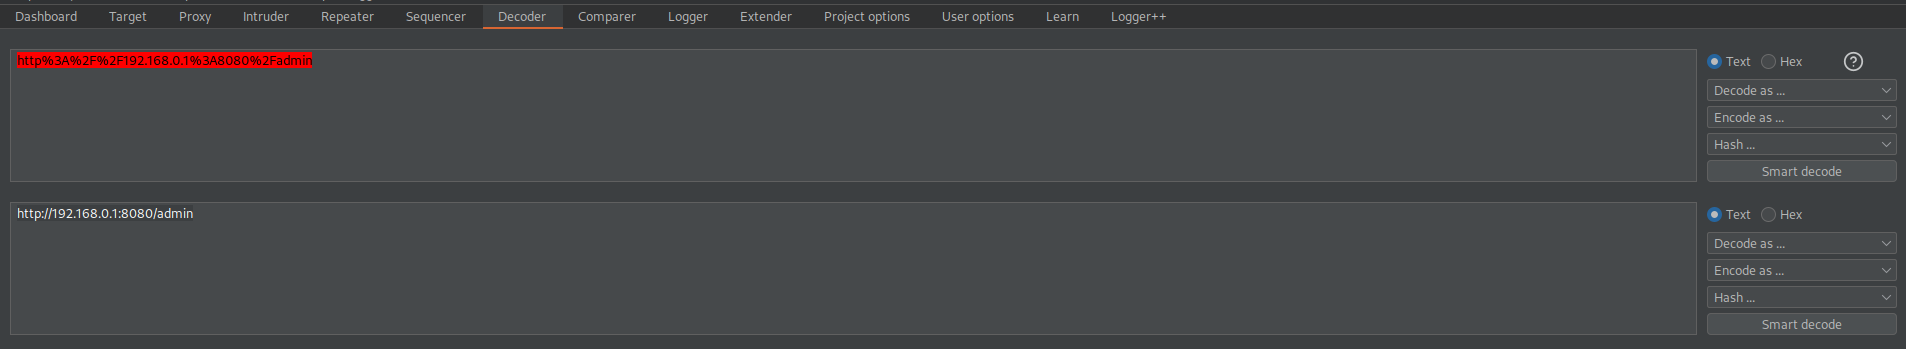 Dashboard Target Proxy Intruder Repeater Sequencer Decoder Comparer Logger Extender Project options User options Learn Logger++
http%3A%2F%2F192.168.0.1%3A8080%2Fadmin
Text Hex ?
Decode as ...
Encode as ...
Hash ...
Smart decode
http://192.168.0.1:8080/admin
Text Hex
Decode as ...
Encode as ...
Hash ...
Smart decode